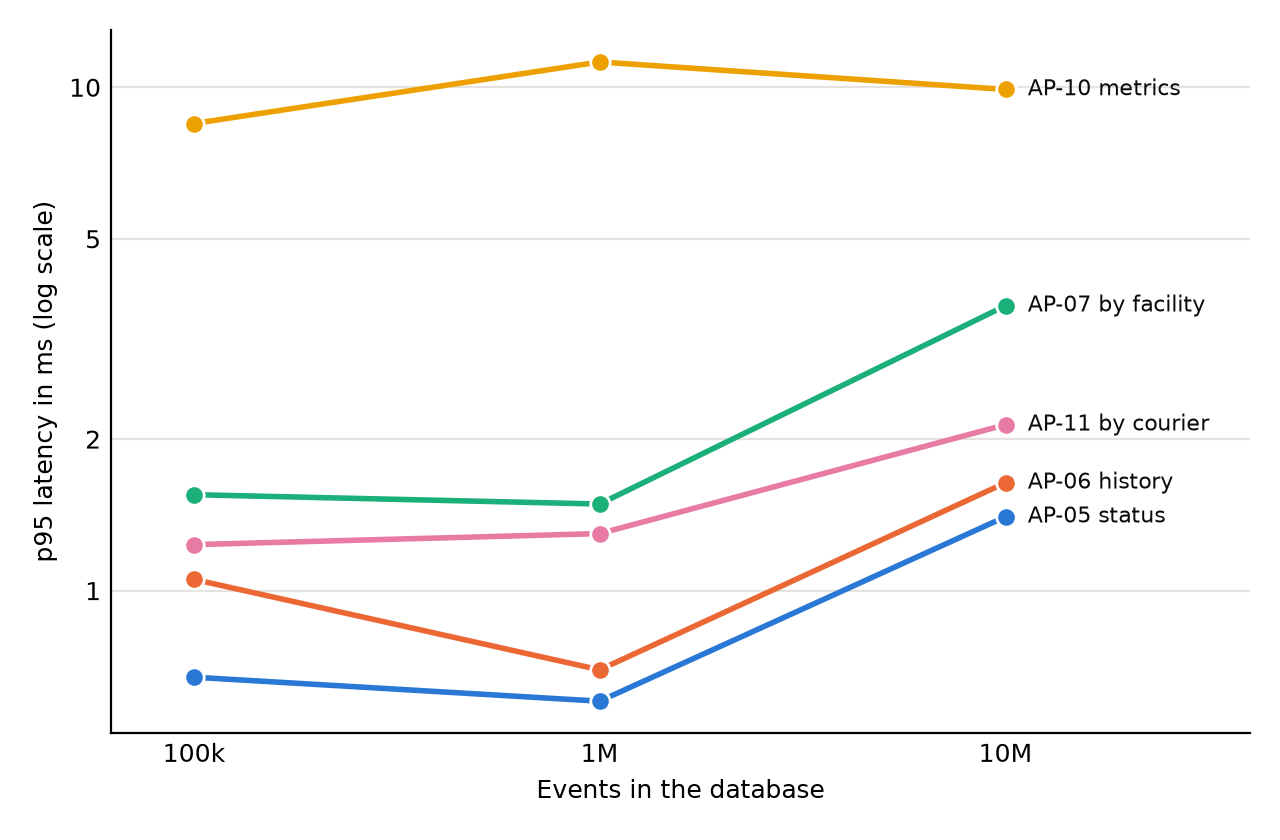 10
5
2
1
p95 latency in ms (log scale)
AP-10 metrics
AP-07 by facility
AP-11 by courier
AP-06 history
AP-05 status
100k
1M
10M
Events in the database